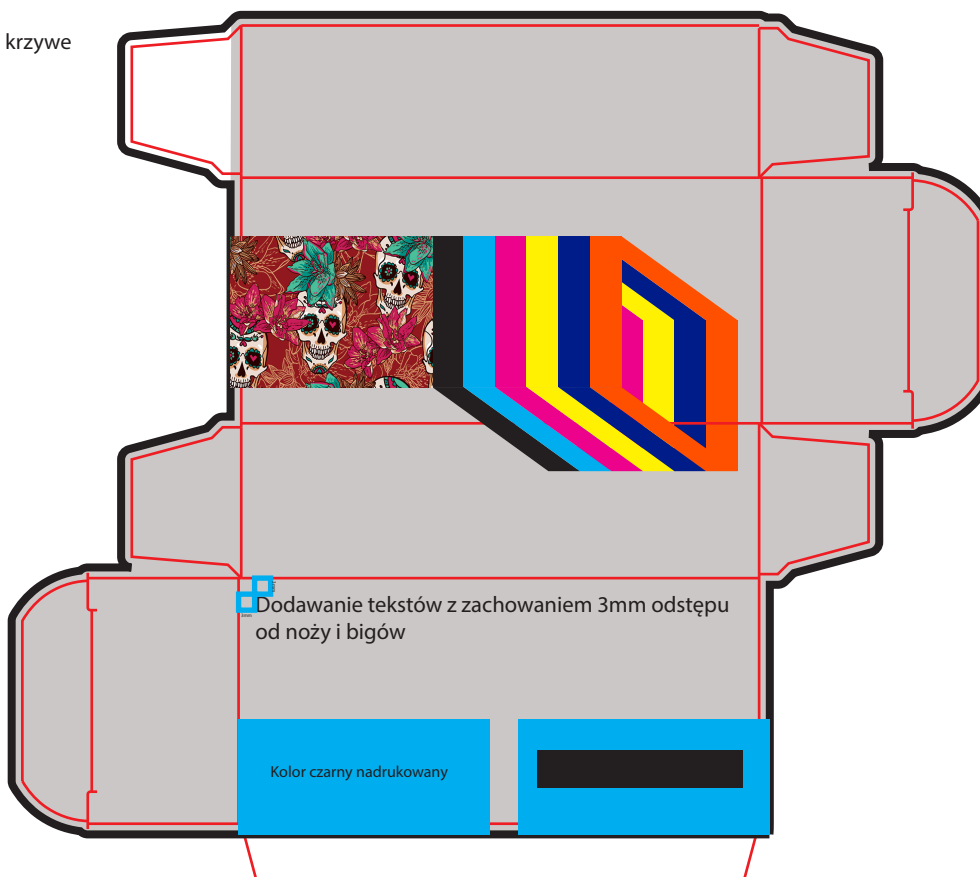 krzywe
Dodawanie tekstów z zachowaniem 3mm odstępu
od noży i bigów
Kolor czarny nadrukowany